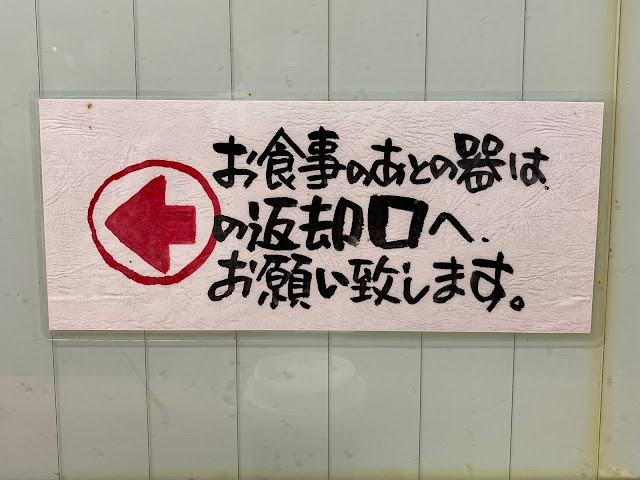 お食事のあとの器は
の返却口へ
お願い致します。